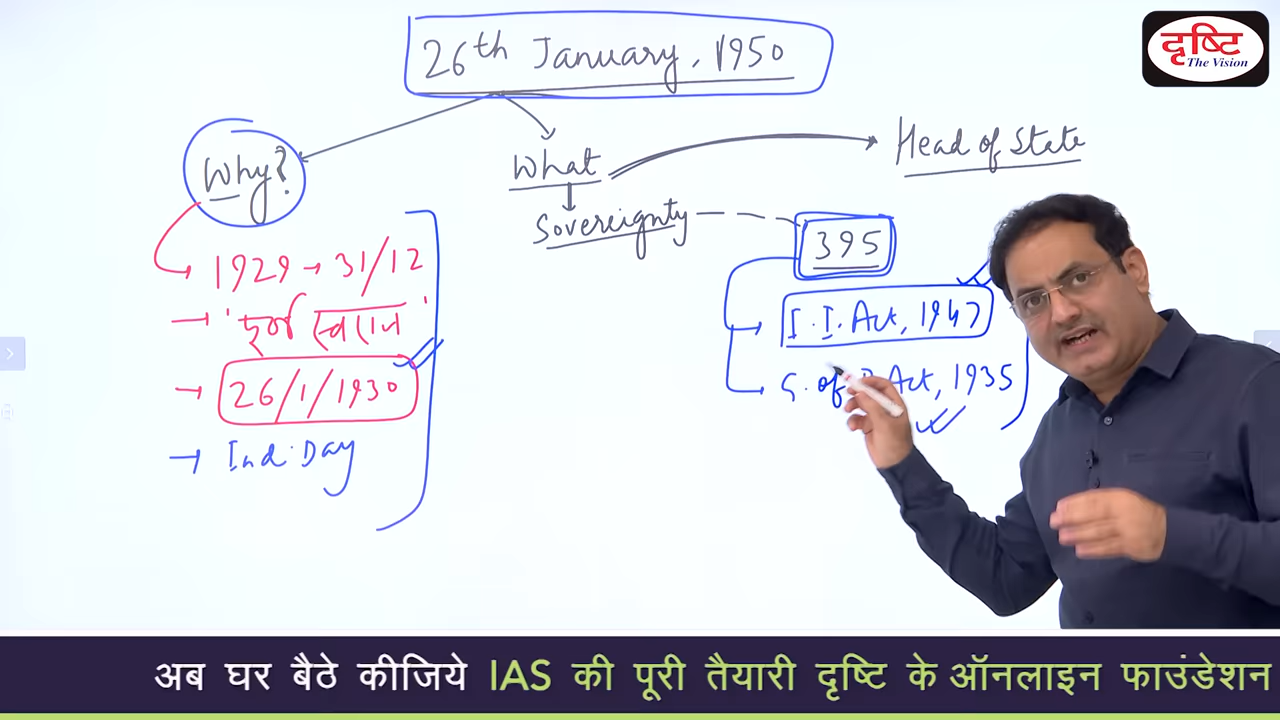 26th January, 1950
दृष्टि
The Vision
Why?
What
Head of State
Sovereignty
395
1929 → 31/12
→ 'पूर्ण स्वराज'
→ 26/1/1930
→ Ind. Day
I. I. Act, 1947
G. of I. Act, 1935
अब घर बैठे कीजिये IAS की पूरी तैयारी दृष्टि के ऑनलाइन फाउंडेशन